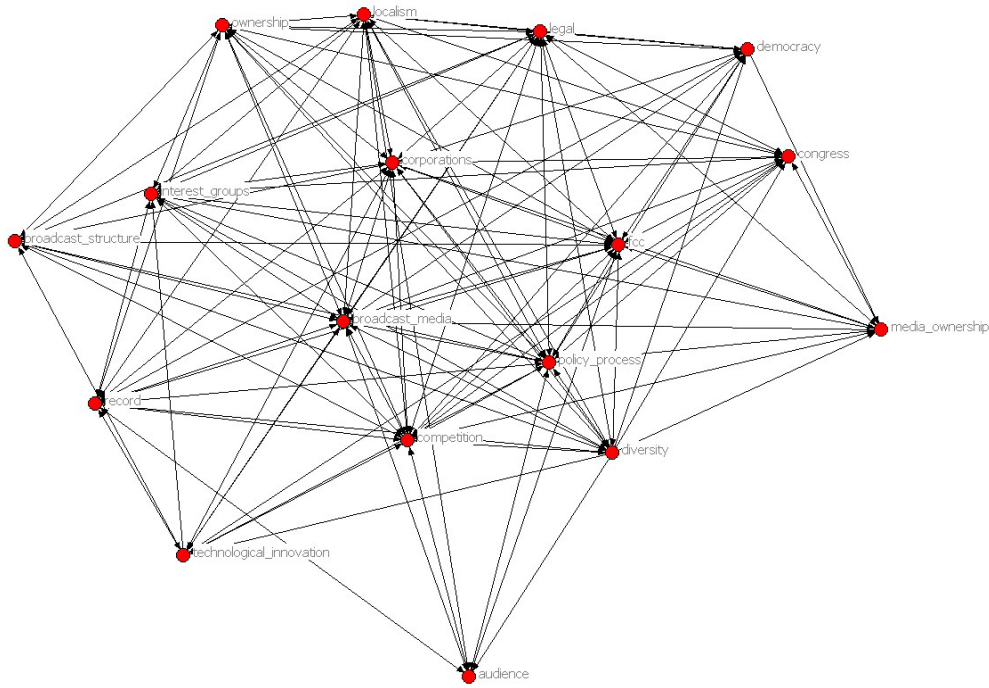 localism
ownership
legal
democracy
congress
corporations
interest_groups
broadcast_structure
fcc
broadcast_media
media_ownership
policy_process
record
competition
diversity
technological_innovation
audience